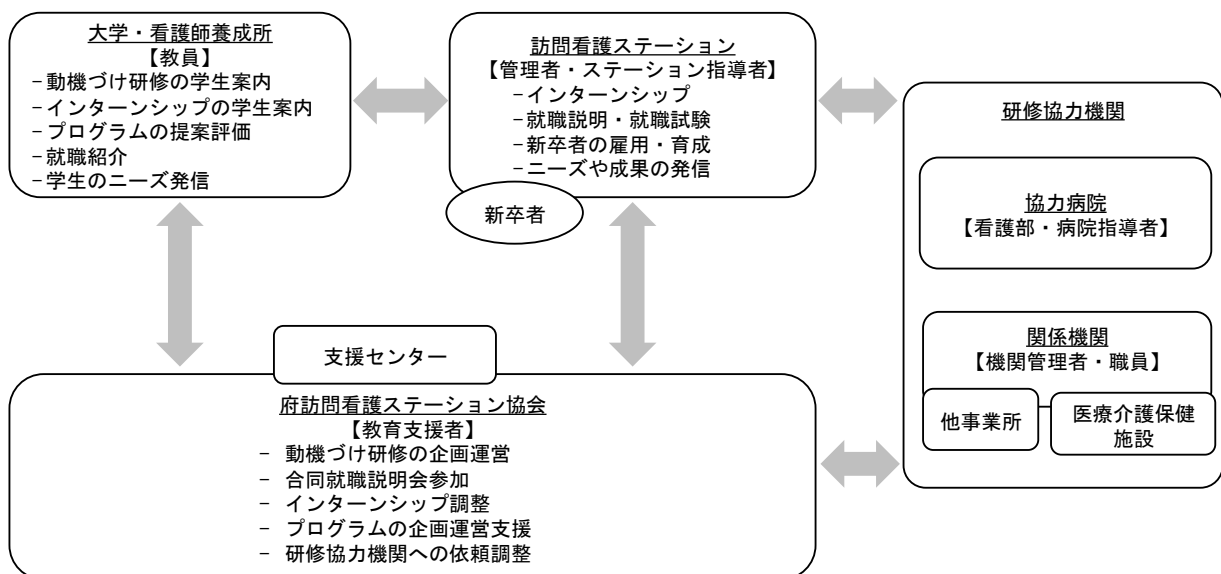 大学・看護師養成所
【教員】
-動機づけ研修の学生案内
-インターンシップの学生案内
-プログラムの提案評価
-就職紹介
-学生のニーズ発信
訪問看護ステーション
【管理者・ステーション指導者】
-インターンシップ
-就職説明・就職試験
-新卒者の雇用・育成
-ニーズや成果の発信
新卒者
研修協力機関
協力病院
【看護部・病院指導者】
関係機関
【機関管理者・職員】
他事業所
医療介護保健
施設
支援センター
府訪問看護ステーション協会
【教育支援者】
- 動機づけ研修の企画運営
- 合同就職説明会参加
- インターンシップ調整
- プログラムの企画運営支援
- 研修協力機関への依頼調整